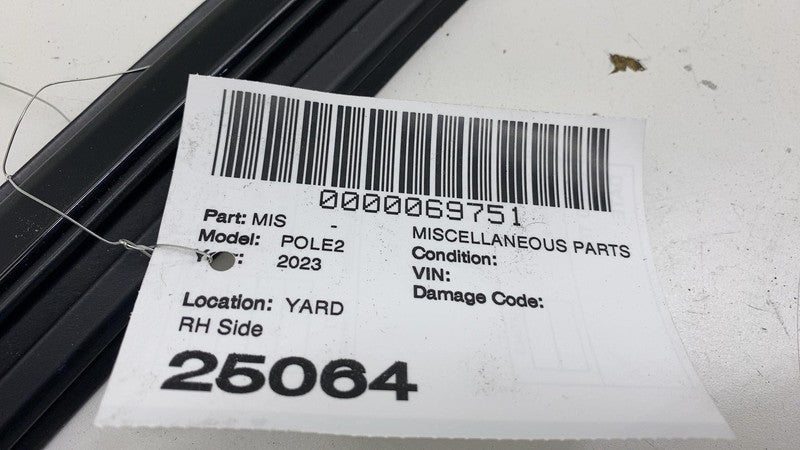 0000069751
Part: MIS -
MISCELLANEOUS PARTS
Model: POLE2
Condition:
2023
VIN:
Damage Code:
Location: YARD
RH Side
25064